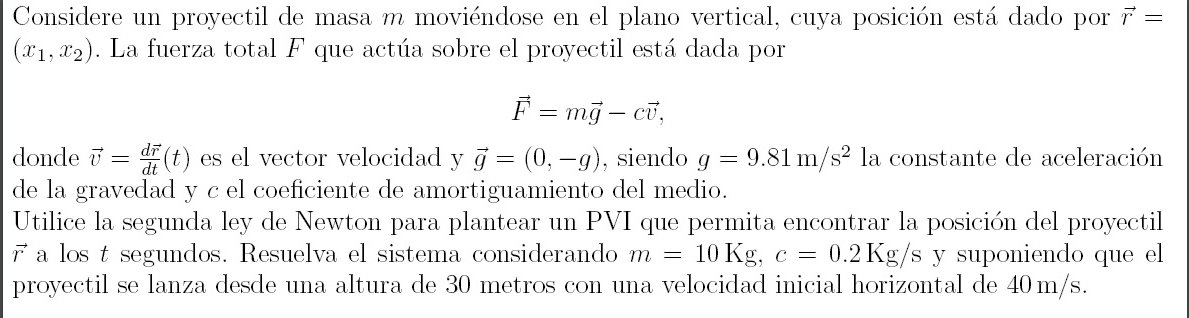 Considere un proyectil de masa m moviéndose en el plano vertical, cuya posición está dado por r⃗ =
(x₁, x₂). La fuerza total F que actúa sobre el proyectil está dada por
F⃗ = mg⃗ − cv⃗,
donde v⃗ = dr⃗/dt (t) es el vector velocidad y g⃗ = (0, −g), siendo g = 9.81 m/s² la constante de aceleración
de la gravedad y c el coeficiente de amortiguamiento del medio.
Utilice la segunda ley de Newton para plantear un PVI que permita encontrar la posición del proyectil
r⃗ a los t segundos. Resuelva el sistema considerando m = 10 Kg, c = 0.2 Kg/s y suponiendo que el
proyectil se lanza desde una altura de 30 metros con una velocidad inicial horizontal de 40 m/s.